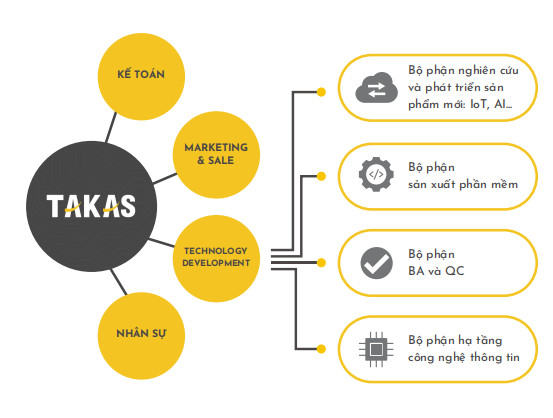 KẾ TOÁN
MARKETING
& SALE
TAKAS
TECHNOLOGY
DEVELOPMENT
NHÂN SỰ
Bộ phận nghiên cứu
và phát triển sản
phẩm mới: IoT, AI...
</>
Bộ phận
sản xuất phần mềm
Bộ phận
BA và QC
Bộ phận hạ tầng
công nghệ thông tin